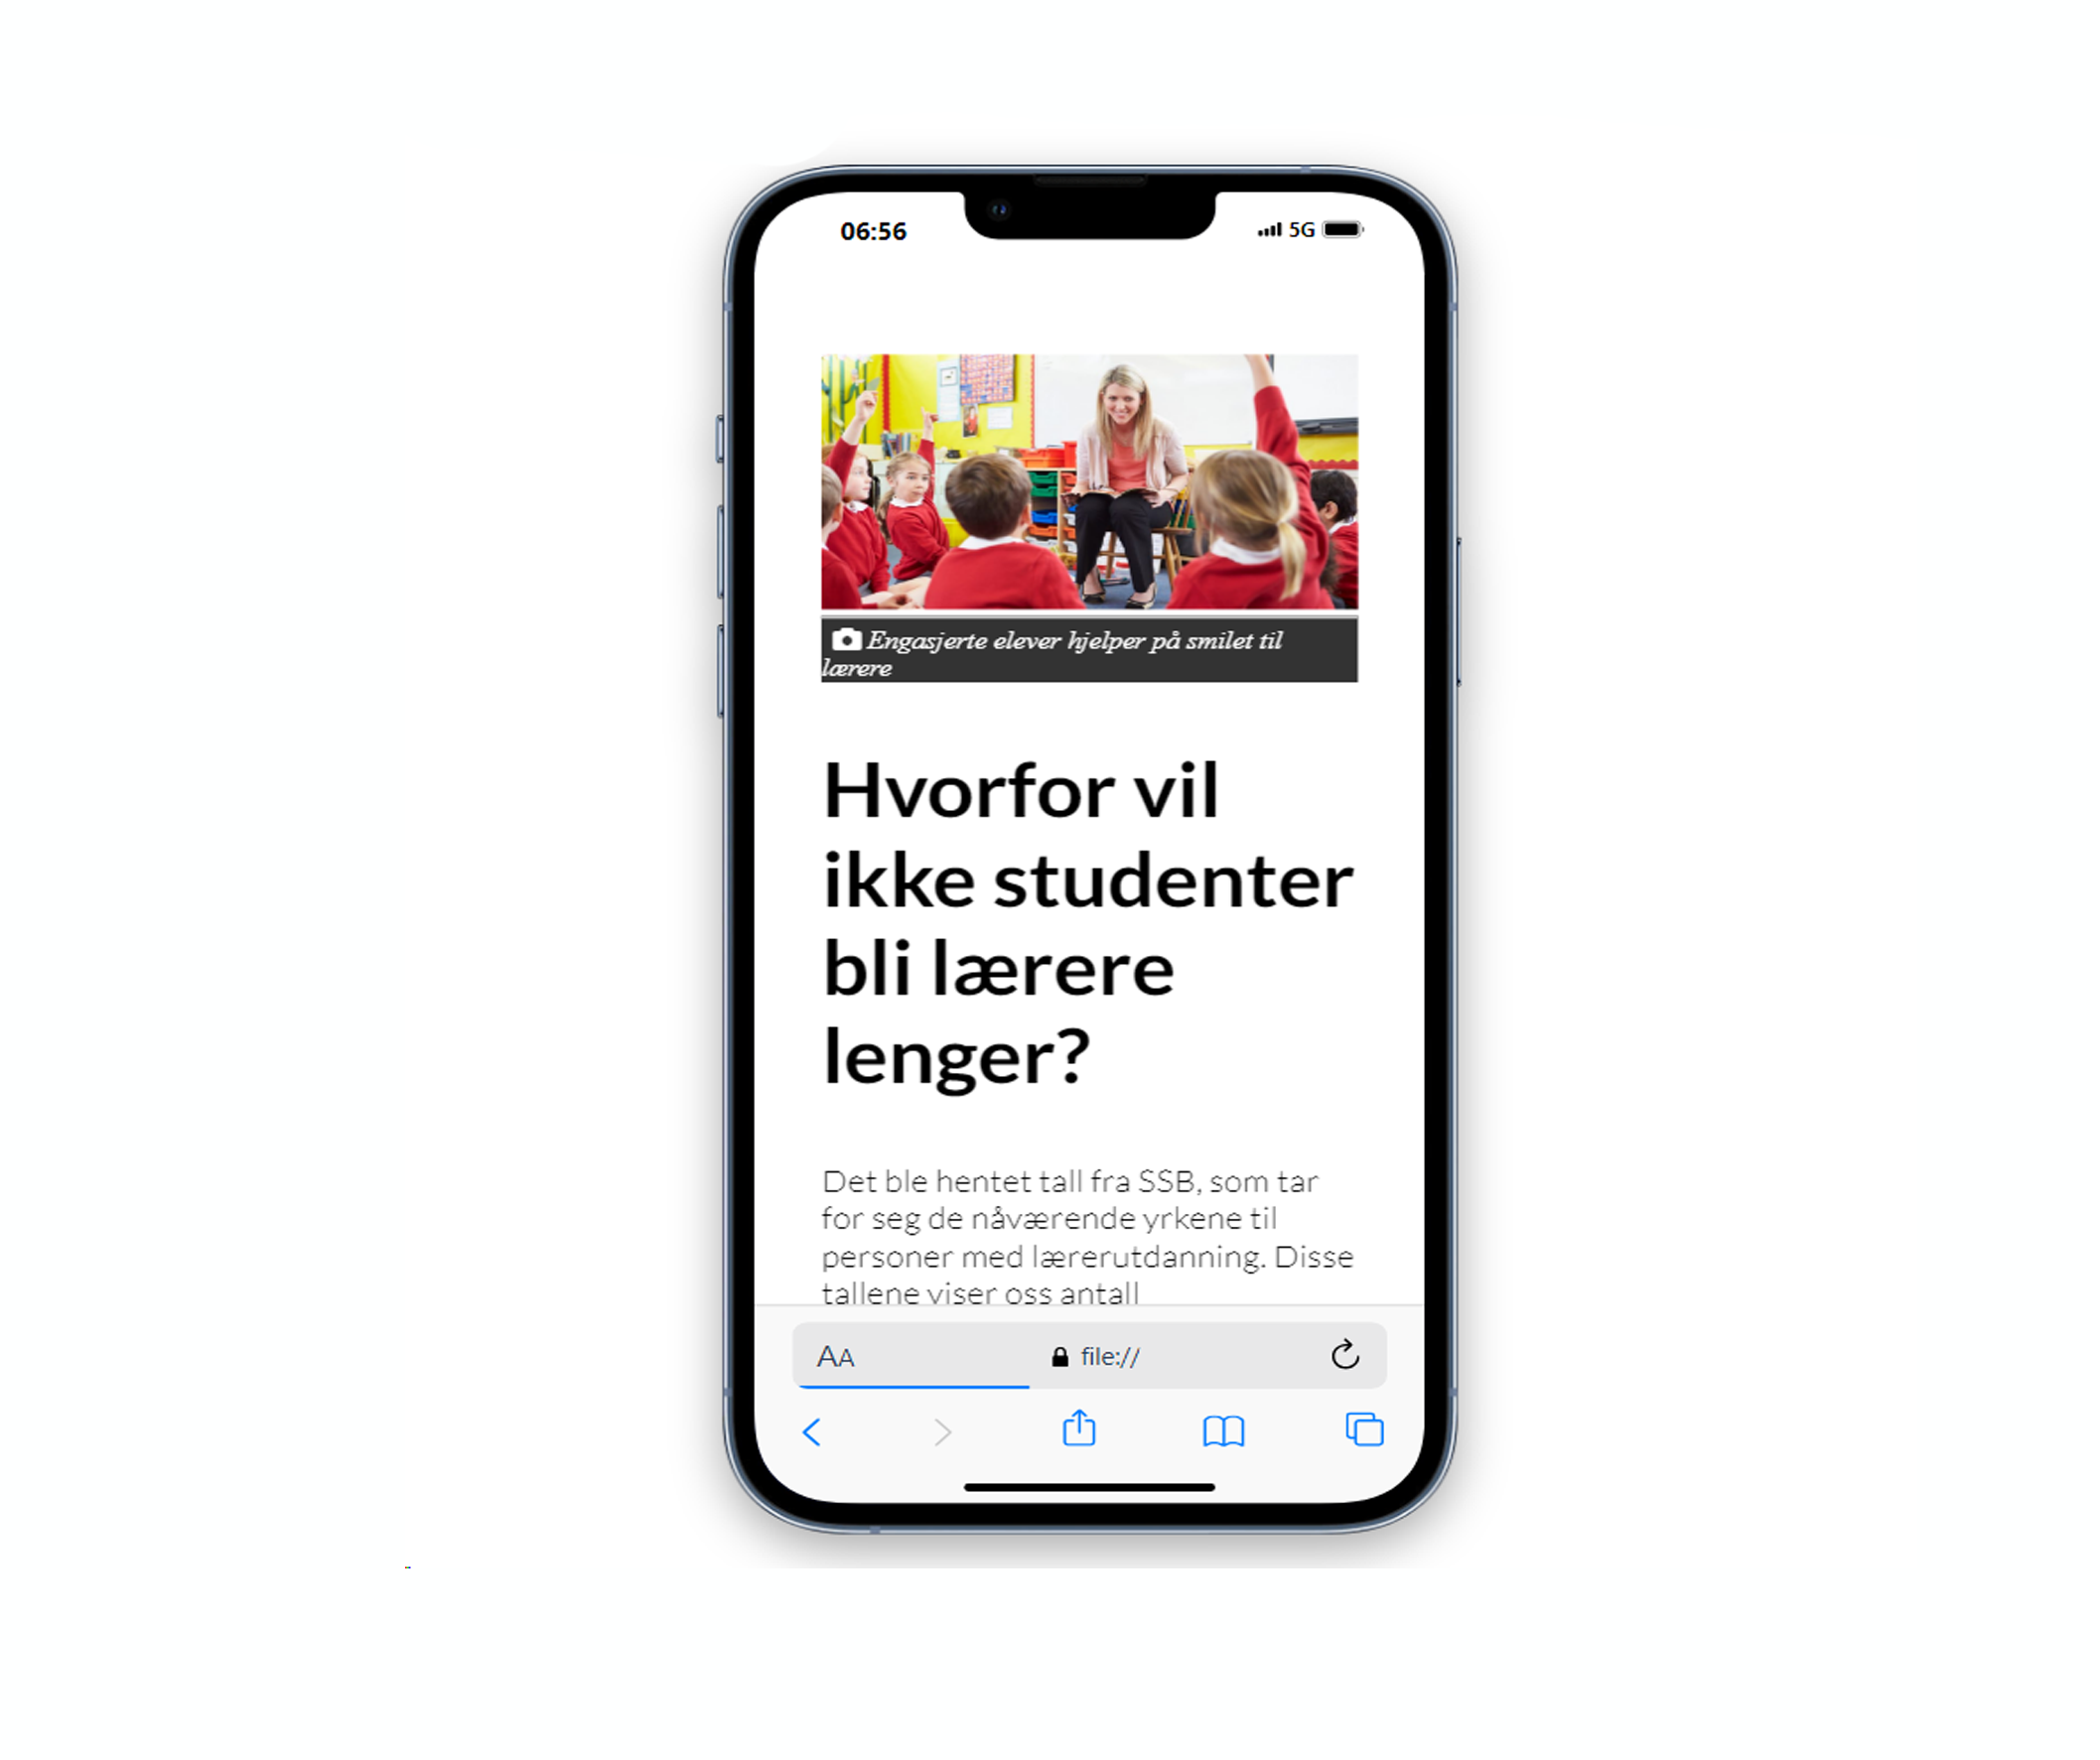 06:56
5G
Engasjerte elever hjelper på smilet til
lærere
Hvorfor vil
ikke studenter
bli lærere
lenger?
Det ble hentet tall fra SSB, som tar
for seg de nåværende yrkene til
personer med lærerutdanning. Disse
tallene viser oss antall
AA
file://